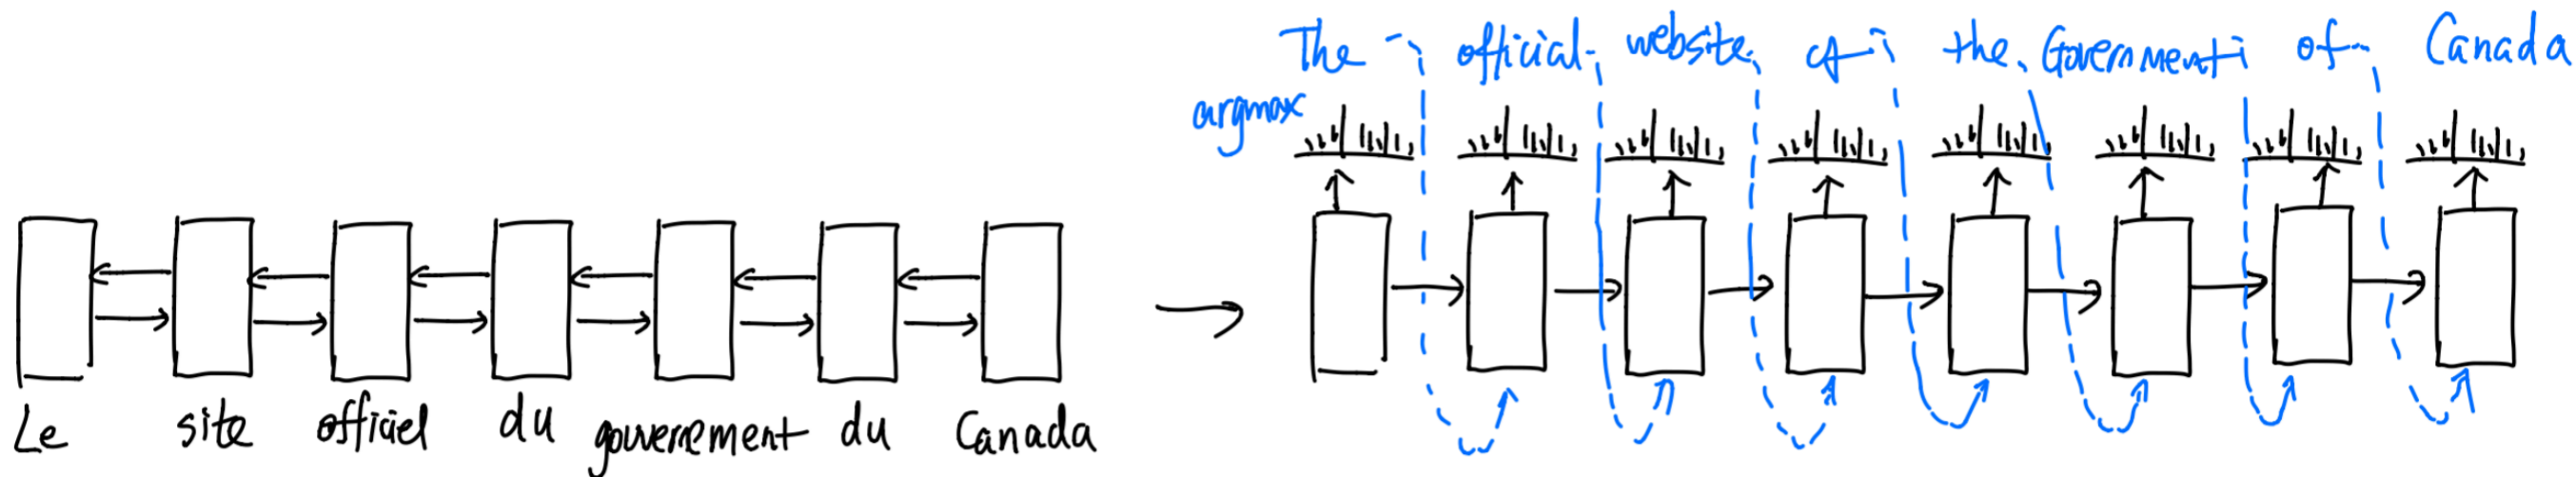 The official website of the Government of Canada
argmax
Le site officiel du gouvernement du Canada